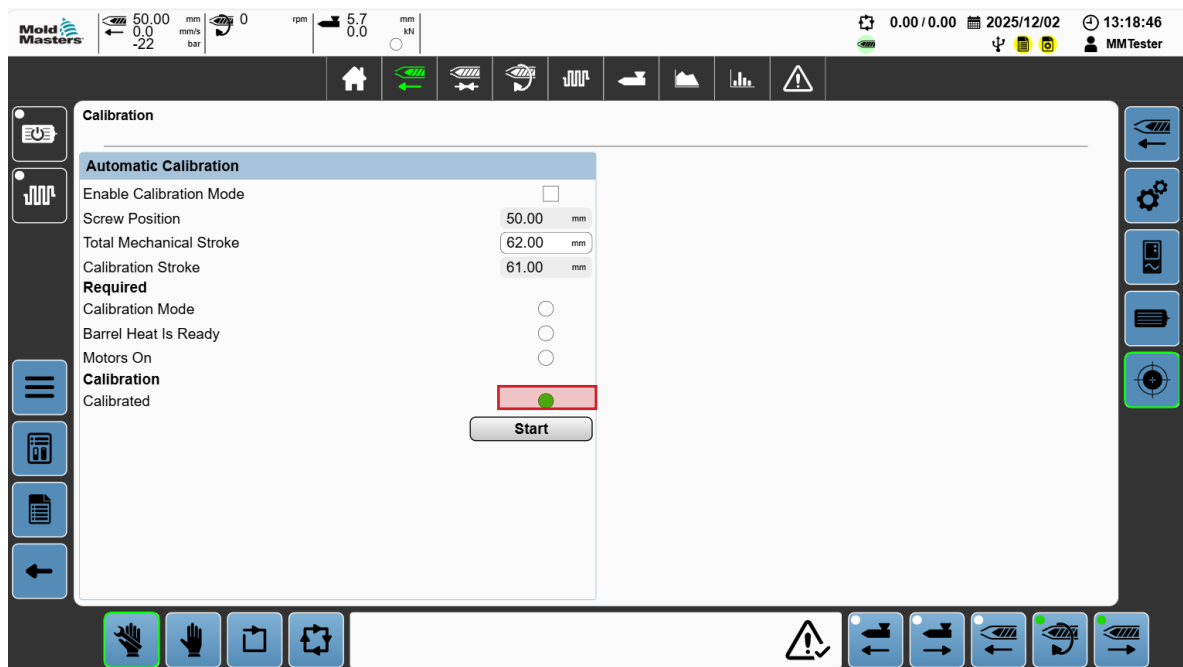 Mold Masters
50.00 mm
0.0 mm/s
-22 bar
0 rpm
5.7 mm
0.0 kN
0.00 / 0.00 2025/12/02 13:18:46
MMTester
Calibration
Automatic Calibration
Enable Calibration Mode
Screw Position 50.00 mm
Total Mechanical Stroke 62.00 mm
Calibration Stroke 61.00 mm
Required
Calibration Mode
Barrel Heat Is Ready
Motors On
Calibration
Calibrated
Start